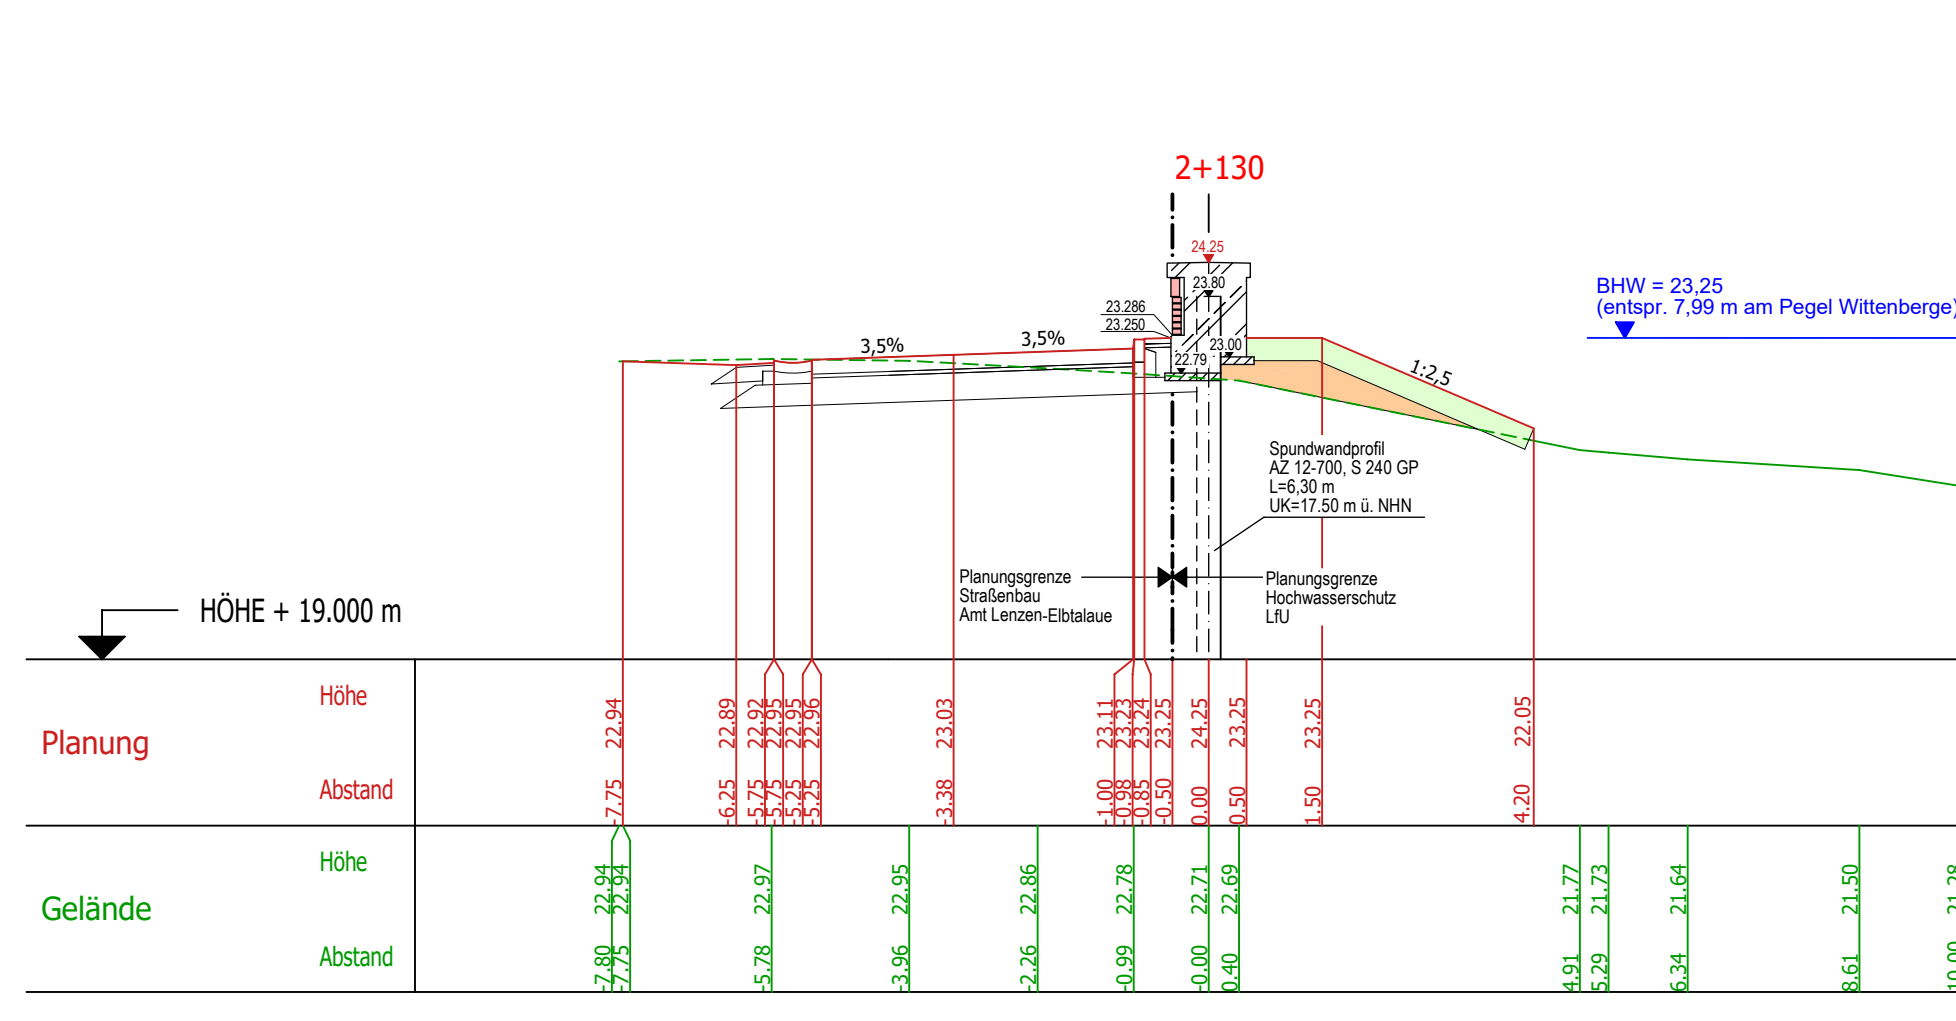 2+130
24.25
23.80
BHW = 23,25
(entspr. 7,99 m am Pegel Wittenberge)
23.286
23.250
3,5%
3,5%
23.00
22.79
1:2,5
Spundwandprofil
AZ 12-700, S 240 GP
L=6,30 m
UK=17.50 m ü. NHN
Planungsgrenze
Straßenbau
Amt Lenzen-Elbtalaue
Planungsgrenze
Hochwasserschutz
LfU
HÖHE + 19.000 m
Planung
Höhe
22.94 22.89 22.92 22.95 22.95 22.96 23.03 23.11 23.23 23.24 23.25 24.25 23.25 23.25 22.05
Abstand
-7.75 -6.25 -5.75 -5.75 -5.25 -5.25 -3.38 -1.00 -0.98 -0.85 -0.50 0.00 0.50 1.50 4.20
Gelände
Höhe
22.94 22.94 22.97 22.95 22.86 22.78 22.71 22.69 21.77 21.73 21.64 21.50 21.28
Abstand
-7.80 -7.75 -5.78 -3.96 -2.26 -0.99 -0.00 0.40 4.91 5.29 6.34 8.61 10.00